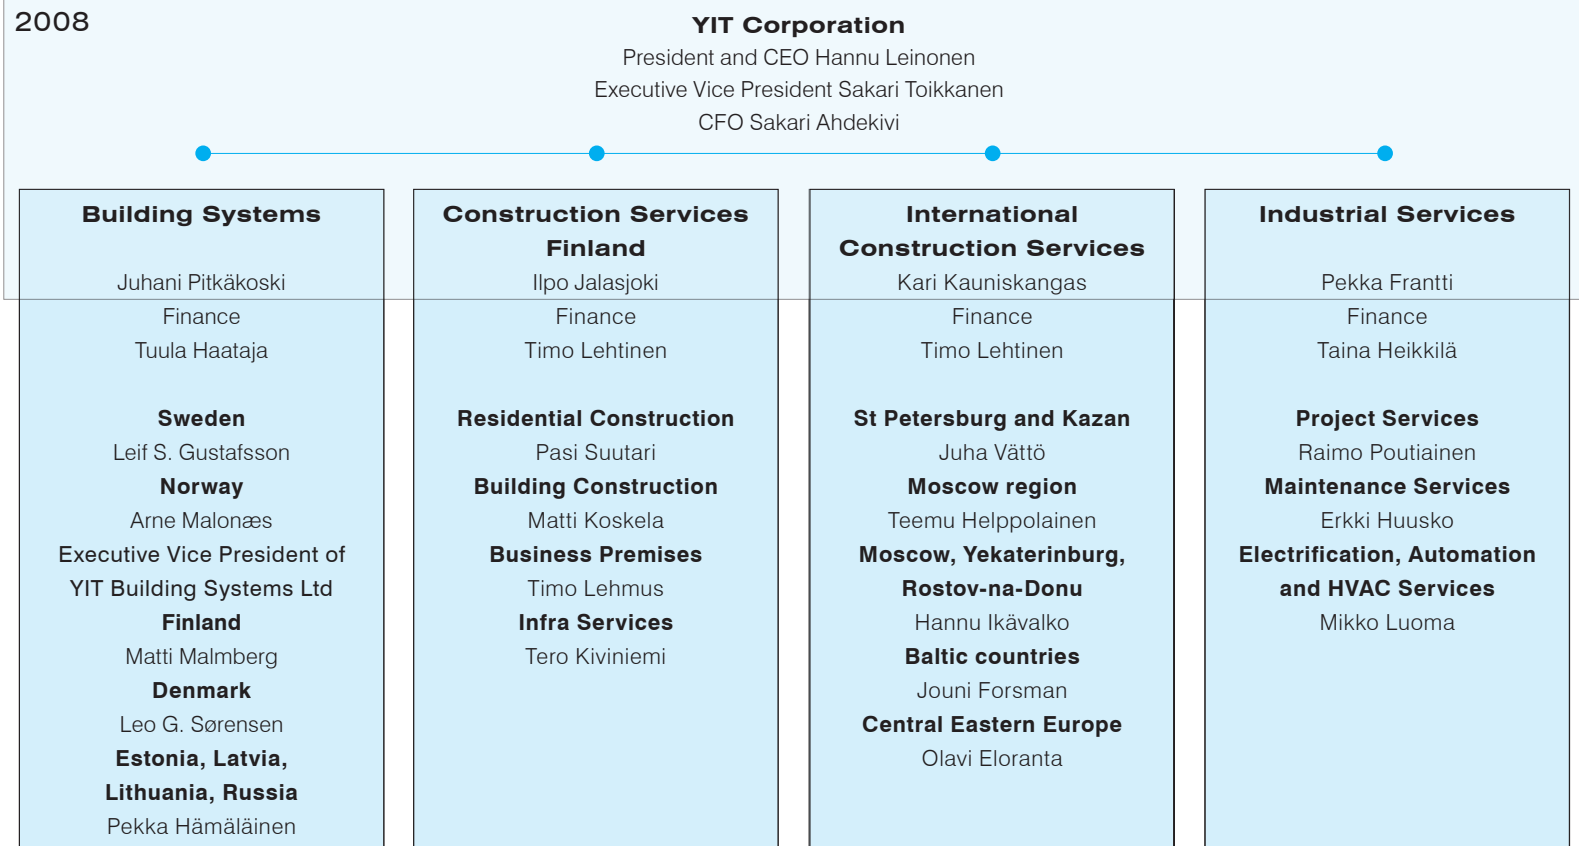 2008
YIT Corporation
President and CEO Hannu Leinonen
Executive Vice President Sakari Toikkanen
CFO Sakari Ahdekivi
Building Systems
Juhani Pitkäkoski
Finance
Tuula Haataja
Sweden
Leif S. Gustafsson
Norway
Arne Malonæs
Executive Vice President of
YIT Building Systems Ltd
Finland
Matti Malmberg
Denmark
Leo G. Sørensen
Estonia, Latvia,
Lithuania, Russia
Pekka Hämäläinen
Construction Services
Finland
Ilpo Jalasjoki
Finance
Timo Lehtinen
Residential Construction
Pasi Suutari
Building Construction
Matti Koskela
Business Premises
Timo Lehmus
Infra Services
Tero Kiviniemi
International
Construction Services
Kari Kauniskangas
Finance
Timo Lehtinen
St Petersburg and Kazan
Juha Vättö
Moscow region
Teemu Helppolainen
Moscow, Yekaterinburg,
Rostov-na-Donu
Hannu Ikävalko
Baltic countries
Jouni Forsman
Central Eastern Europe
Olavi Eloranta
Industrial Services
Pekka Frantti
Finance
Taina Heikkilä
Project Services
Raimo Poutiainen
Maintenance Services
Erkki Huusko
Electrification, Automation
and HVAC Services
Mikko Luoma